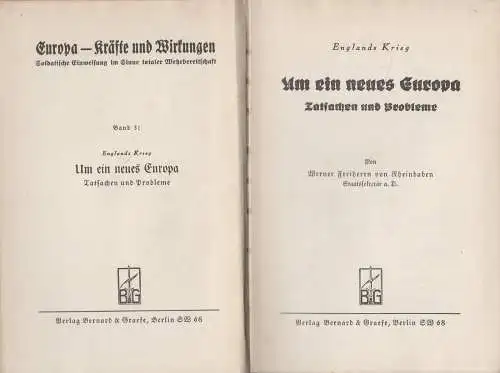 Europa – Kräfte und Wirkungen
Soldatische Einweisung im Sinne totaler Wehrbereitschaft
Band 3:
Englands Krieg
Um ein neues Europa
Tatsachen und Probleme
B&G
Verlag Bernard & Graefe, Berlin SW 68
Englands Krieg
Um ein neues Europa
Tatsachen und Probleme
Von
Werner Freiherrn von Rheinbaben
Staatssekretär a. D.
B&G
Verlag Bernard & Graefe, Berlin SW 68